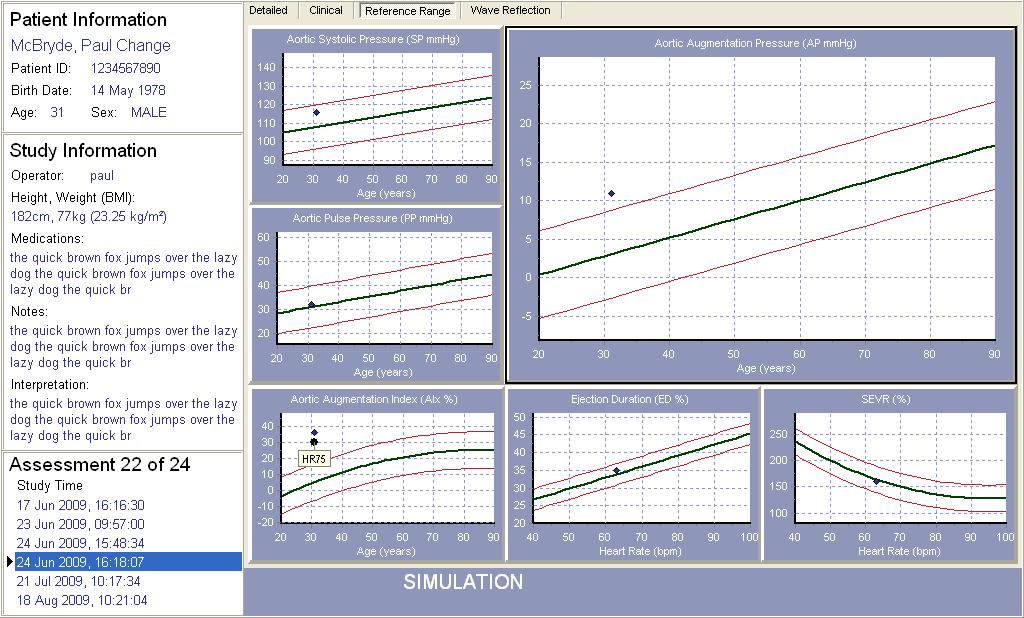 Patient Information
McBryde, Paul Change
Patient ID: 1234567890
Birth Date: 14 May 1978
Age: 31 Sex: MALE
Study Information
Operator: paul
Height, Weight (BMI):
182cm, 77kg (23.25 kg/m²)
Medications:
the quick brown fox jumps over the lazy
dog the quick brown fox jumps over the
lazy dog the quick br
Notes:
the quick brown fox jumps over the lazy
dog the quick brown fox jumps over the
lazy dog the quick br
Interpretation:
the quick brown fox jumps over the lazy
dog the quick brown fox jumps over the
lazy dog the quick br
Assessment 22 of 24
Study Time
17 Jun 2009, 16:16:30
23 Jun 2009, 09:57:00
24 Jun 2009, 15:48:34
24 Jun 2009, 16:18:07
21 Jul 2009, 10:17:34
18 Aug 2009, 10:21:04
Detailed Clinical Reference Range Wave Reflection
Aortic Systolic Pressure (SP mmHg)
140
130
120
110
100
90
20 30 40 50 60 70 80 90
Age (years)
Aortic Pulse Pressure (PP mmHg)
60
50
40
30
20
20 30 40 50 60 70 80 90
Age (years)
Aortic Augmentation Pressure (AP mmHg)
25
20
15
10
5
0
-5
20 30 40 50 60 70 80 90
Age (years)
Aortic Augmentation Index (AIx %)
40
30
20
10
0
-10
-20
HR75
20 30 40 50 60 70 80 90
Age (years)
Ejection Duration (ED %)
50
45
40
35
30
25
20
40 50 60 70 80 90 100
Heart Rate (bpm)
SEVR (%)
250
200
150
100
40 50 60 70 80 90 100
Heart Rate (bpm)
SIMULATION